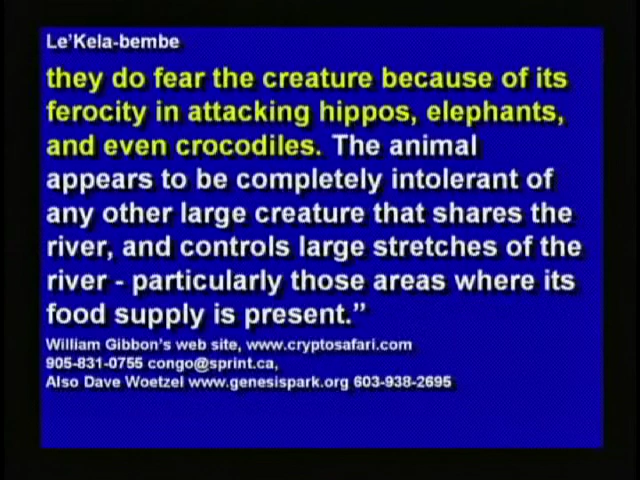 Le'Kela-bembe
they do fear the creature because of its
ferocity in attacking hippos, elephants,
and even crocodiles. The animal
appears to be completely intolerant of
any other large creature that shares the
river, and controls large stretches of the
river - particularly those areas where its
food supply is present.”
William Gibbon's web site, www.cryptosafari.com
905-831-0755 congo@sprint.ca,
Also Dave Woetzel www.genesispark.org 603-938-2695